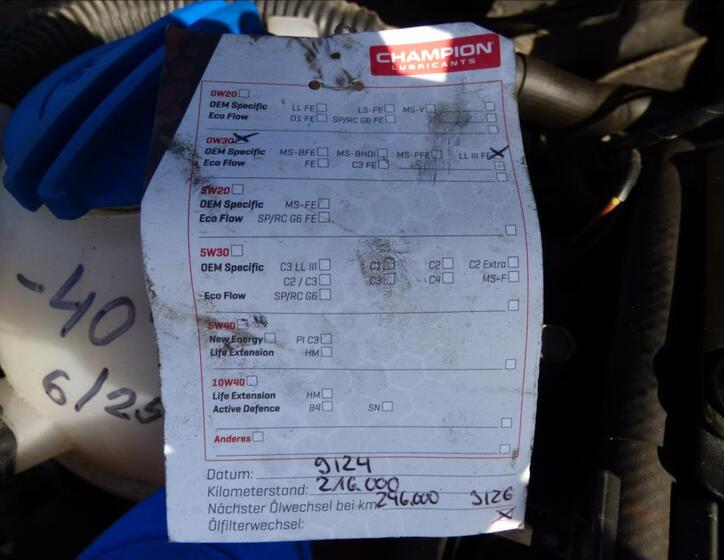 CHAMPION
LUBRICANTS
0W20
OEM Specific LL FE LS-FE MS-V
Eco Flow D1 FE SP/RC G6 FE
0W30
OEM Specific MS-BFE MS-BHDI MS-FFE LL III FE
Eco Flow FE C3 FE
5W20
OEM Specific MS-FE
Eco Flow SP/RC G6 FE
5W30
OEM Specific C3 LL III C1 C2 C2 Extra
C2 / C3 C3 C4 MS-F
Eco Flow SP/RC G6
5W40
New Energy PI C3
Life Extension HM
10W40
Life Extension HM
Active Defence B4 SN
Anderes
Datum: 9124
Kilometerstand: 216.000
Nächster Ölwechsel bei km: 246.000 9126
Ölfilterwechsel:
-40
6/25